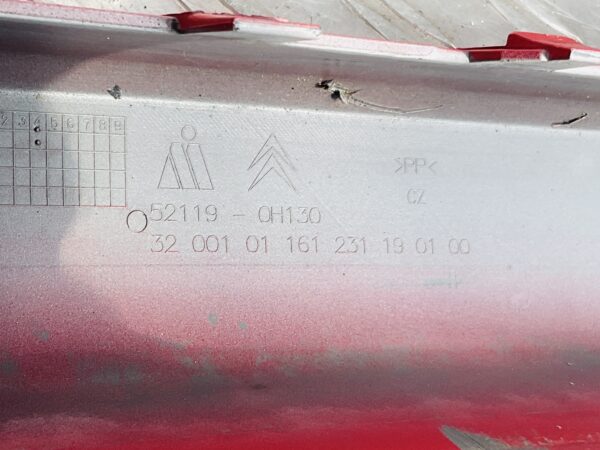 2 3 4 5 6 7 8 9
>PP<
CZ
52119 - 0H130
32 001 01 161 231 19 01 00